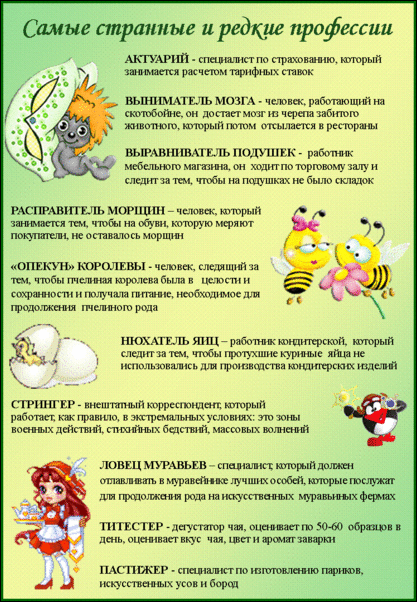 Самые странные и редкие профессии
АКТУАРИЙ - специалист по страхованию, который
занимается расчетом тарифных ставок
ВЫНИМАТЕЛЬ МОЗГА - человек, работающий на
скотобойне, он достает мозг из черепа забитого
животного, который потом отсылается в рестораны
ВЫРАВНИВАТЕЛЬ ПОДУШЕК - работник
мебельного магазина, он ходит по торговому залу и
следит за тем, чтобы на подушках не было складок
РАСПРАВИТЕЛЬ МОРЩИН – человек, который
занимается тем, чтобы на обуви, которую меряют
покупатели, не оставалось морщин
«ОПЕКУН» КОРОЛЕВЫ - человек, следящий за
тем, чтобы пчелиная королева была в целости и
сохранности и получала питание, необходимое для
продолжения пчелиного рода
НЮХАТЕЛЬ ЯИЦ – работник кондитерской, который
следит за тем, чтобы протухшие куриные яйца не
использовались для производства кондитерских изделий
СТРИНГЕР - внештатный корреспондент, который
работает, как правило, в экстремальных условиях: это зоны
военных действий, стихийных бедствий, массовых волнений
ЛОВЕЦ МУРАВЬЕВ – специалист, который должен
отлавливать в муравейнике лучших особей, которые послужат
для продолжения рода на искусственных муравьиных фермах
ТИТЕСТЕР - дегустатор чая, оценивает по 50-60 образцов в
день, оценивает вкус чая, цвет и аромат заварки
ПАСТИЖЕР - специалист по изготовлению париков,
искусственных усов и бород